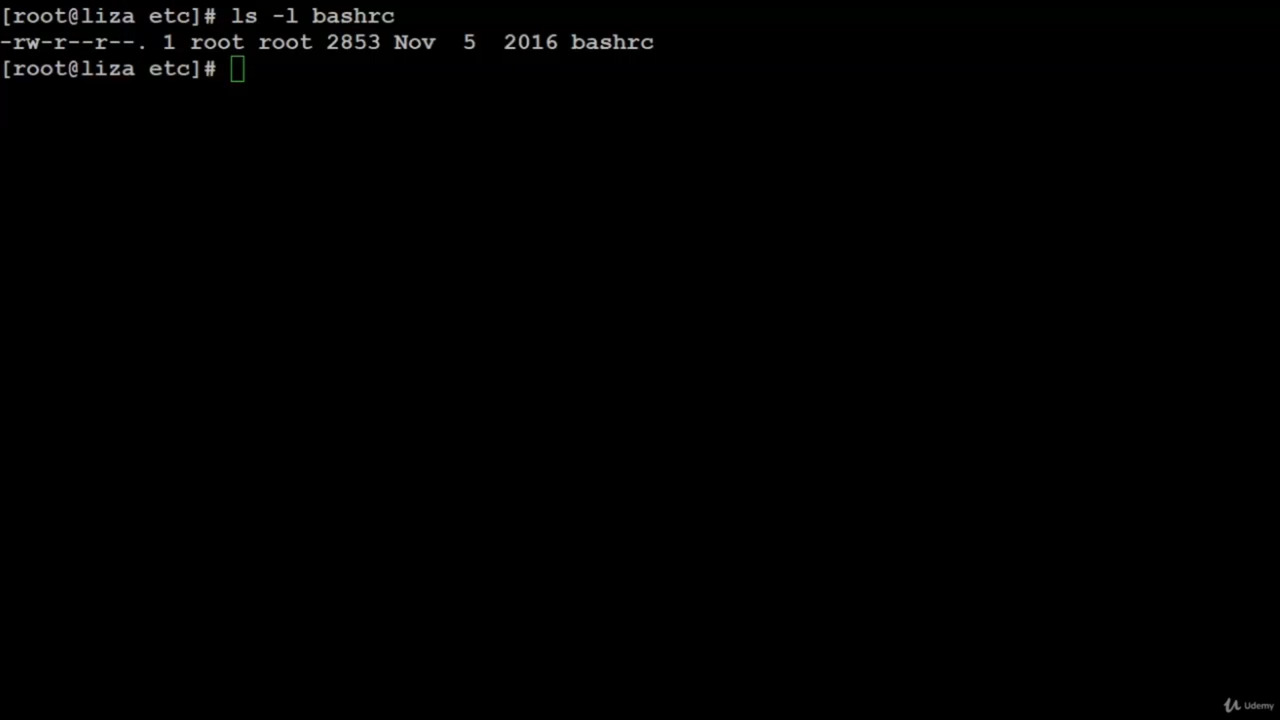 [root@liza etc]# ls -l bashrc
-rw-r--r--. 1 root root 2853 Nov  5  2016 bashrc
[root@liza etc]#
Udemy